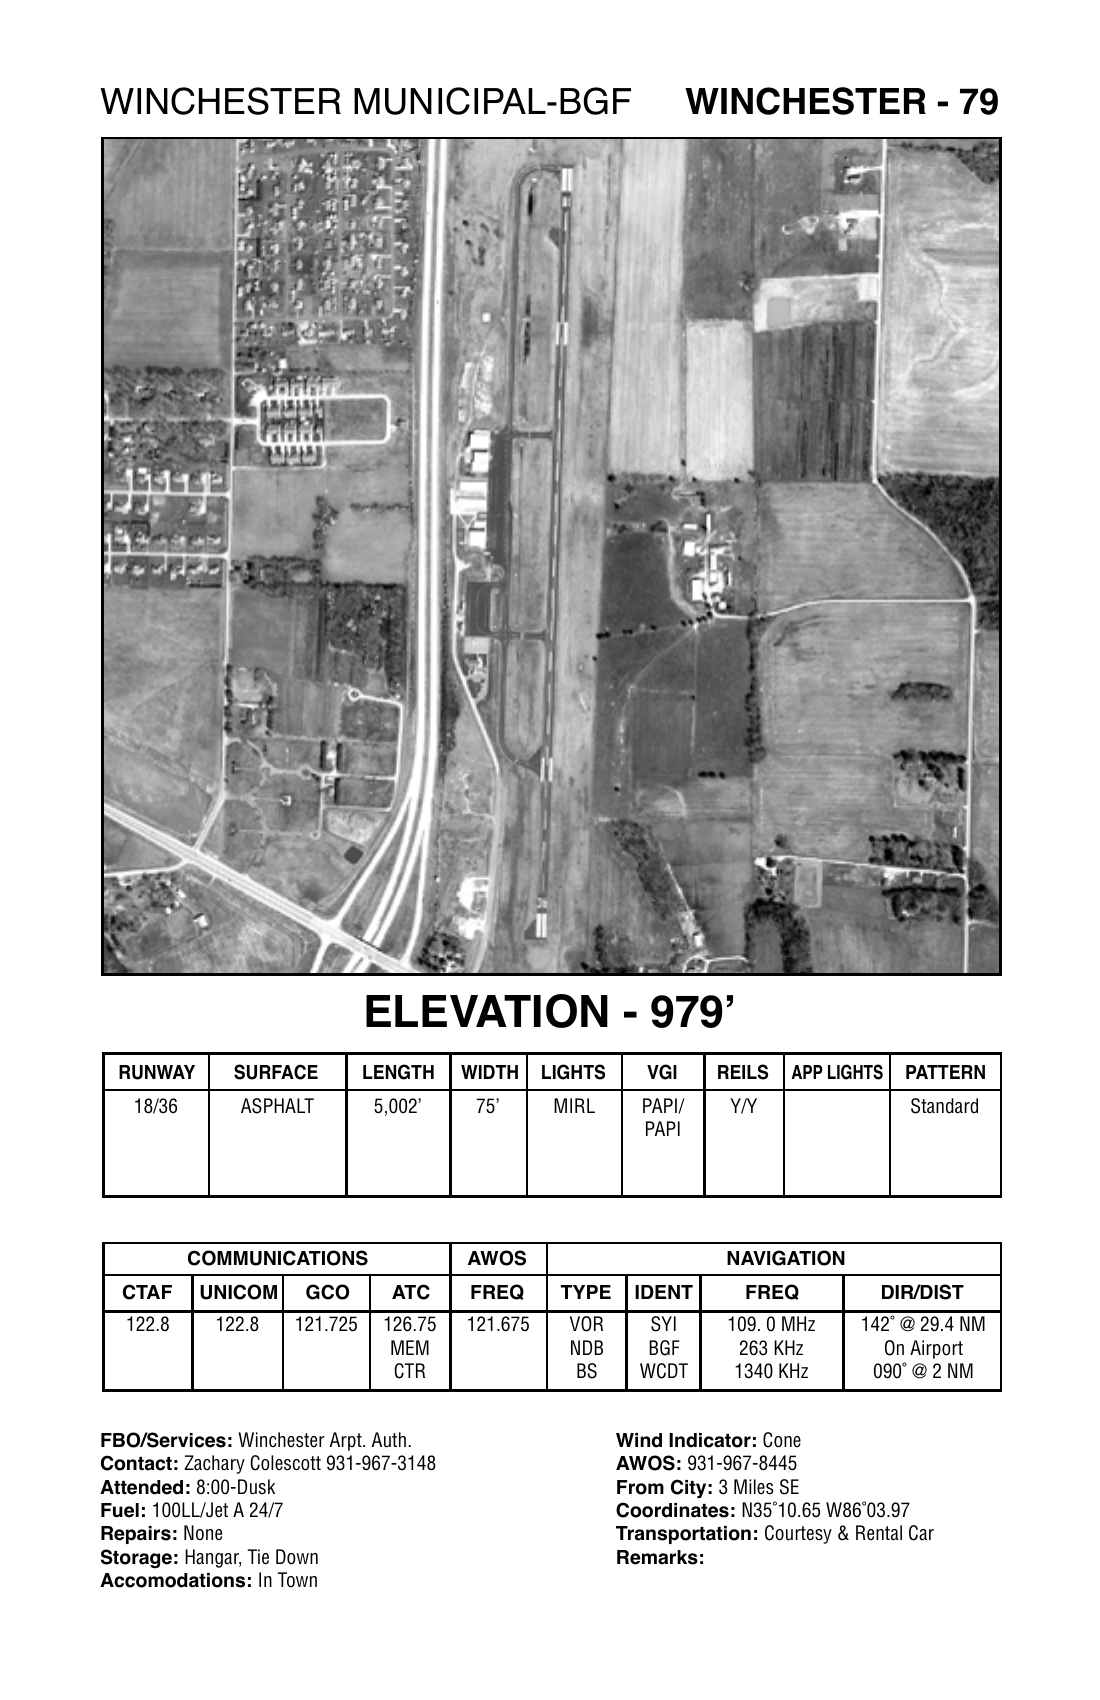 WINCHESTER MUNICIPAL-BGF WINCHESTER - 79
ELEVATION - 979’
RUNWAY SURFACE LENGTH WIDTH LIGHTS VGI REILS APP LIGHTS PATTERN
18/36 ASPHALT 5,002’ 75’ MIRL PAPI/ Y/Y Standard
PAPI
COMMUNICATIONS AWOS NAVIGATION
CTAF UNICOM GCO ATC FREQ TYPE IDENT FREQ DIR/DIST
122.8 122.8 121.725 126.75 121.675 VOR SYI 109. 0 MHz 142˚ @ 29.4 NM
MEM NDB BGF 263 KHz On Airport
CTR BS WCDT 1340 KHz 090˚ @ 2 NM
FBO/Services: Winchester Arpt. Auth.
Contact: Zachary Colescott 931-967-3148
Attended: 8:00-Dusk
Fuel: 100LL/Jet A 24/7
Repairs: None
Storage: Hangar, Tie Down
Accomodations: In Town
Wind Indicator: Cone
AWOS: 931-967-8445
From City: 3 Miles SE
Coordinates: N35˚10.65 W86˚03.97
Transportation: Courtesy & Rental Car
Remarks: